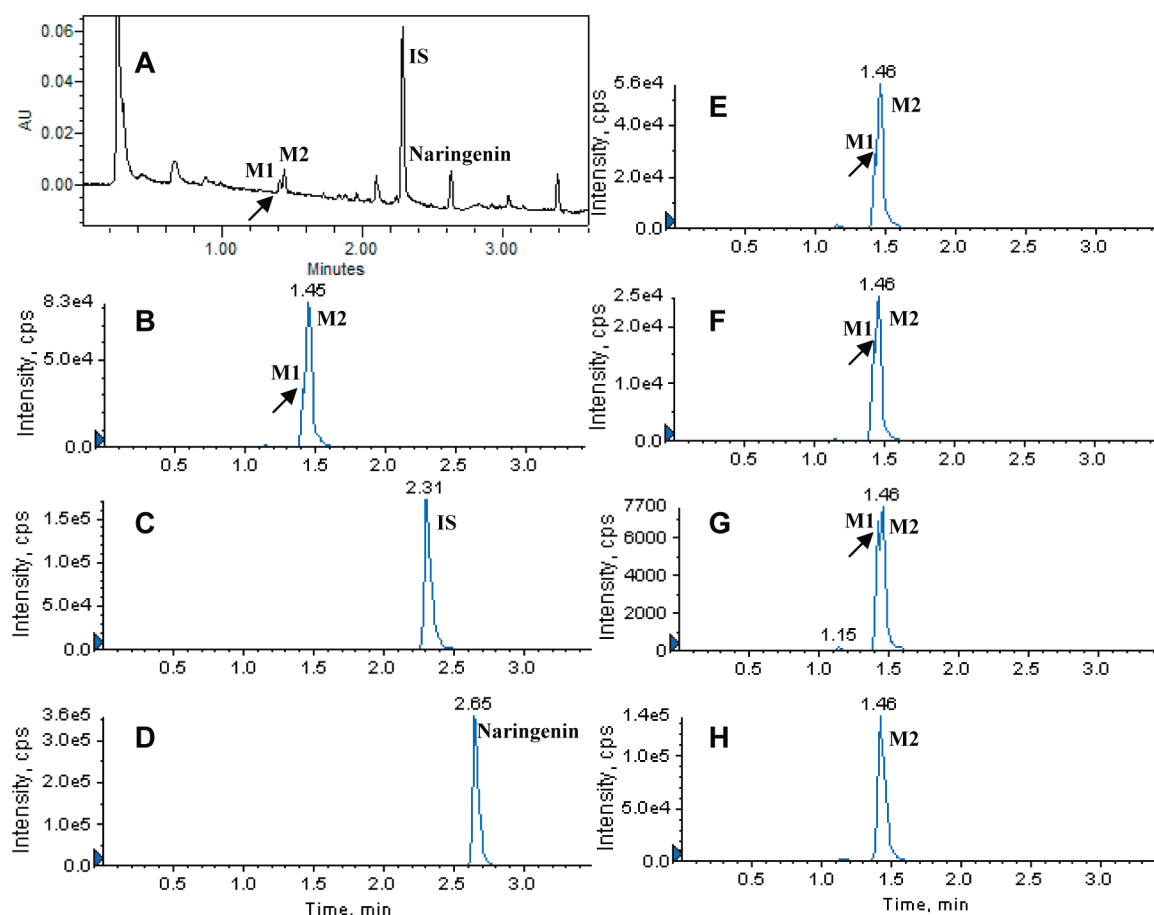 A
AU
0.06
0.04
0.02
0.00
M1
M2
IS
Naringenin
1.00
2.00
3.00
Minutes
B
Intensity, cps
8.3e4
5.0e4
0.0
1.45
M1
M2
0.5 1.0 1.5 2.0 2.5 3.0
C
Intensity, cps
1.5e5
1.0e5
5.0e4
0.0
2.31
IS
0.5 1.0 1.5 2.0 2.5 3.0
D
Intensity, cps
3.6e5
3.0e5
2.0e5
1.0e5
0.0
2.65
Naringenin
0.5 1.0 1.5 2.0 2.5 3.0
Time, min
E
Intensity, cps
5.6e4
4.0e4
2.0e4
0.0
1.46
M1
M2
0.5 1.0 1.5 2.0 2.5 3.0
F
Intensity, cps
2.5e4
2.0e4
1.0e4
0.0
1.46
M1
M2
0.5 1.0 1.5 2.0 2.5 3.0
G
Intensity, cps
7700
6000
4000
2000
0
1.46
M1
M2
1.15
0.5 1.0 1.5 2.0 2.5 3.0
H
Intensity, cps
1.4e5
1.0e5
5.0e4
0.0
1.46
M2
0.5 1.0 1.5 2.0 2.5 3.0
Time, min